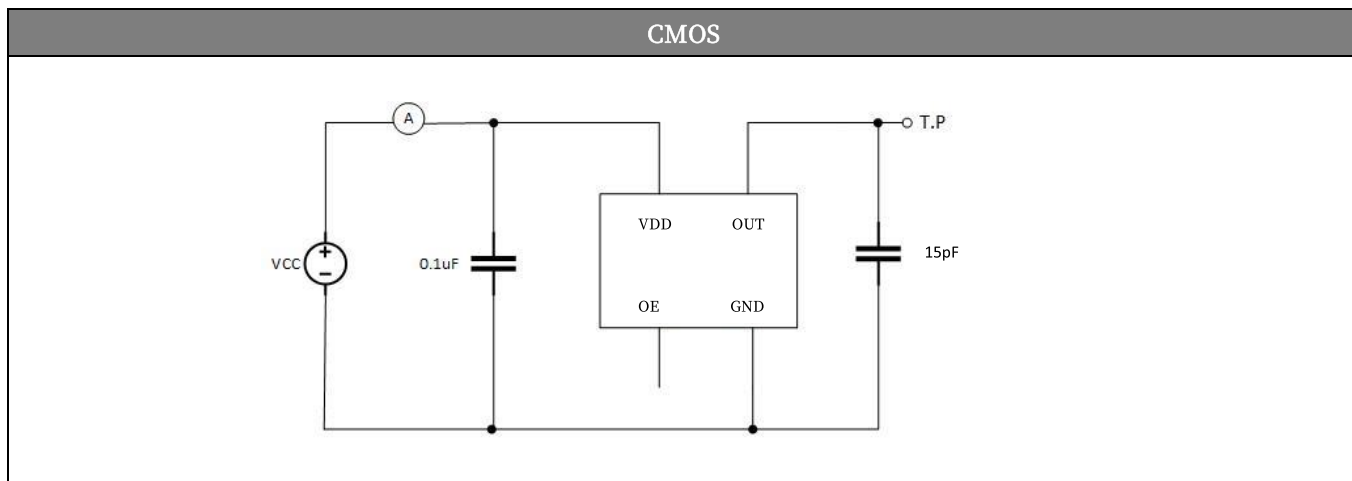 CMOS
A
T.P
VDD OUT
VCC
+
-
0.1uF
15pF
OE GND